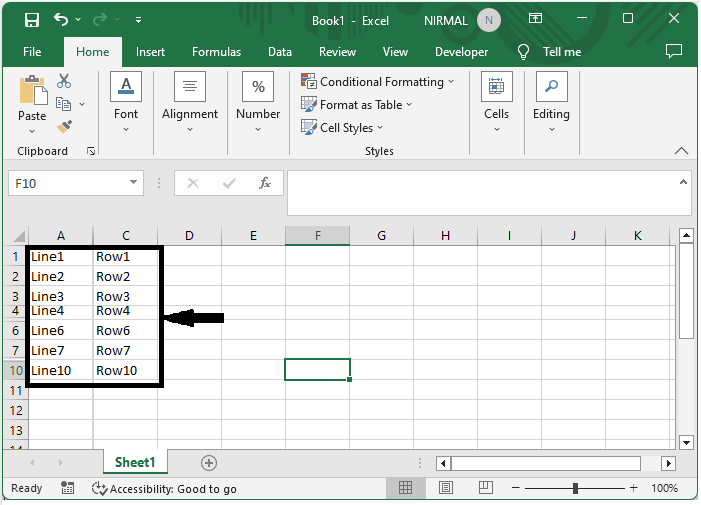 Book1 - Excel NIRMAL N
File Home Insert Formulas Data Review View Developer Tell me
Paste
Clipboard
A
Font
Alignment
%
Number
Conditional Formatting
Format as Table
Cell Styles
Styles
Cells
Editing
F10 fx
A C D E F G H I J K
1 Line1 Row1
2 Line2 Row2
3 Line3 Row3
4 Line4 Row4
6 Line6 Row6
7 Line7 Row7
10 Line10 Row10
11
12
13
14
Sheet1
Ready Accessibility: Good to go 100%